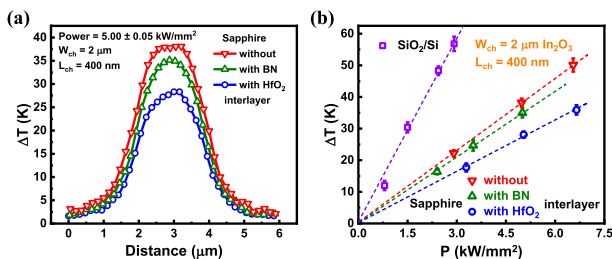 (a)
Power = 5.00 ± 0.05 kW/mm²
W_ch = 2 μm
L_ch = 400 nm
Sapphire
without
with BN
with HfO₂
interlayer
ΔT (K)
40
35
30
25
20
15
10
5
0
0 1 2 3 4 5 6
Distance (μm)
(b)
SiO₂/Si
W_ch = 2 μm In₂O₃
L_ch = 400 nm
ΔT (K)
60
50
40
30
20
10
0
without
Sapphire with BN interlayer
with HfO₂
0.0 1.5 3.0 4.5 6.0 7.5
P (kW/mm²)